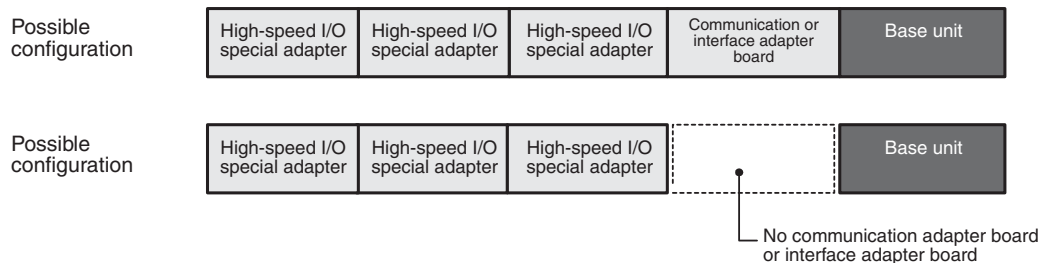 Possible
configuration
High-speed I/O
special adapter
High-speed I/O
special adapter
High-speed I/O
special adapter
Communication or
interface adapter
board
Base unit
Possible
configuration
High-speed I/O
special adapter
High-speed I/O
special adapter
High-speed I/O
special adapter
Base unit
No communication adapter board
or interface adapter board